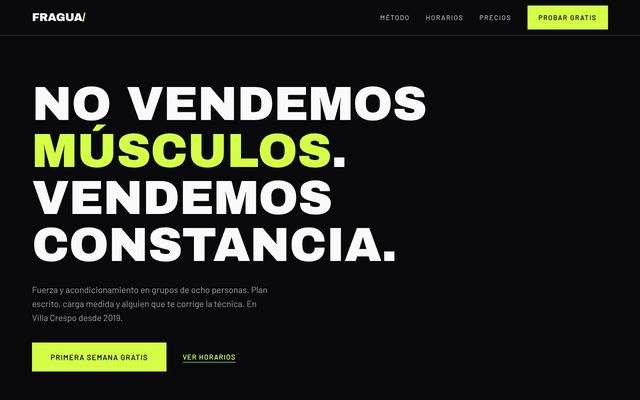 FRAGUA/
MÉTODO
HORARIOS
PRECIOS
PROBAR GRATIS
NO VENDEMOS
MÚSCULOS.
VENDEMOS
CONSTANCIA.
Fuerza y acondicionamiento en grupos de ocho personas. Plan
escrito, carga medida y alguien que te corrige la técnica. En
Villa Crespo desde 2019.
PRIMERA SEMANA GRATIS
VER HORARIOS